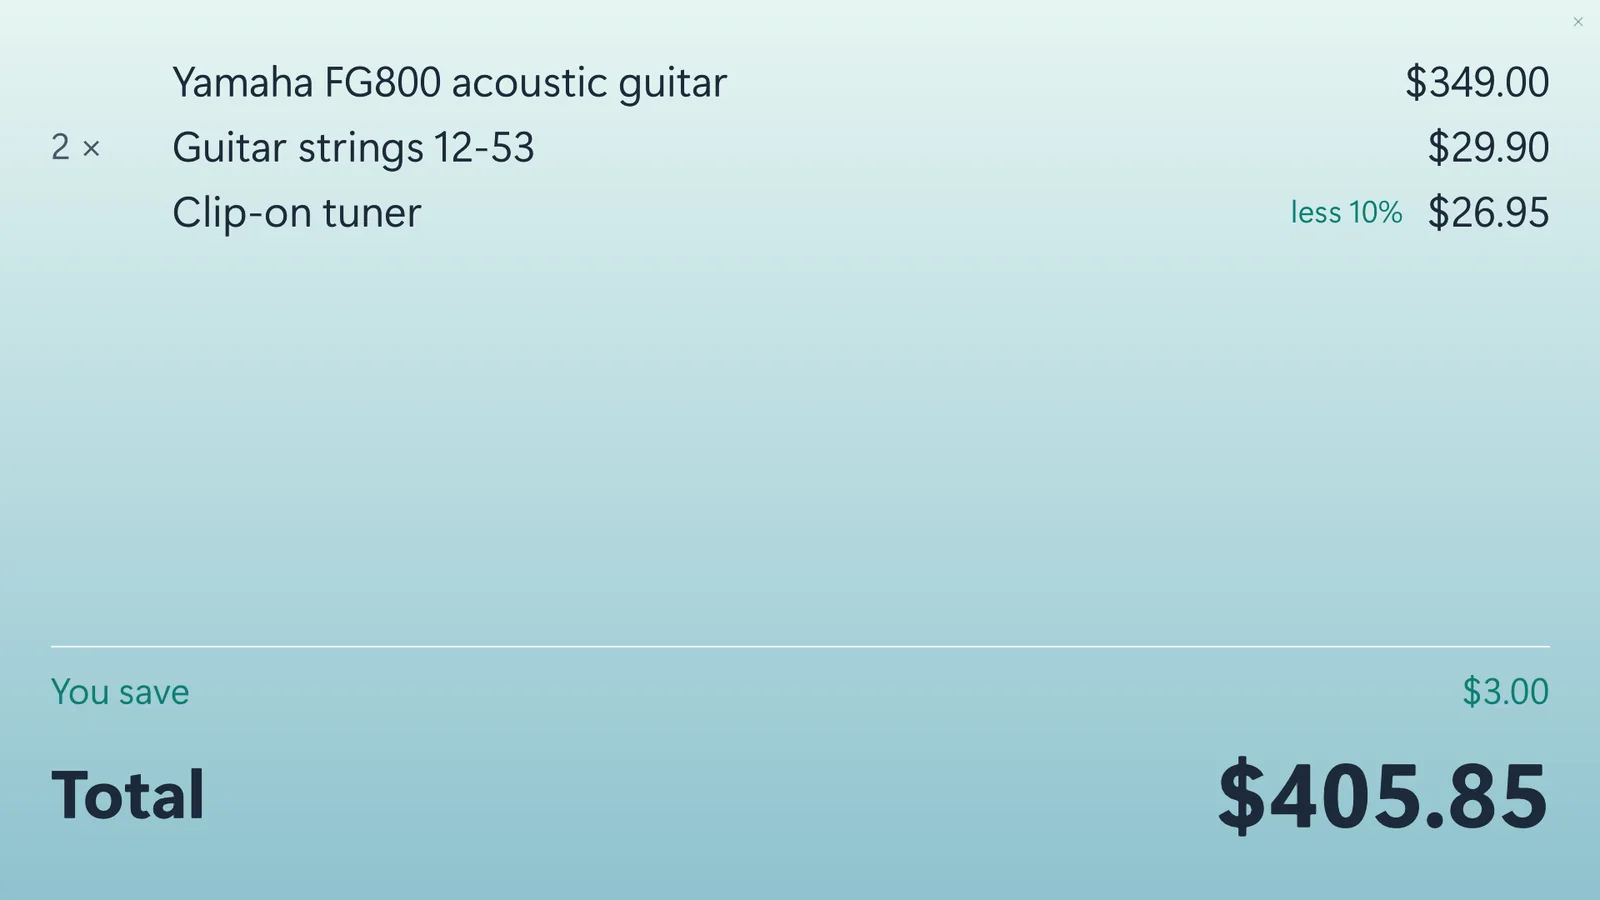 ×
Yamaha FG800 acoustic guitar $349.00
2 × Guitar strings 12-53 $29.90
Clip-on tuner less 10% $26.95
You save $3.00
Total $405.85